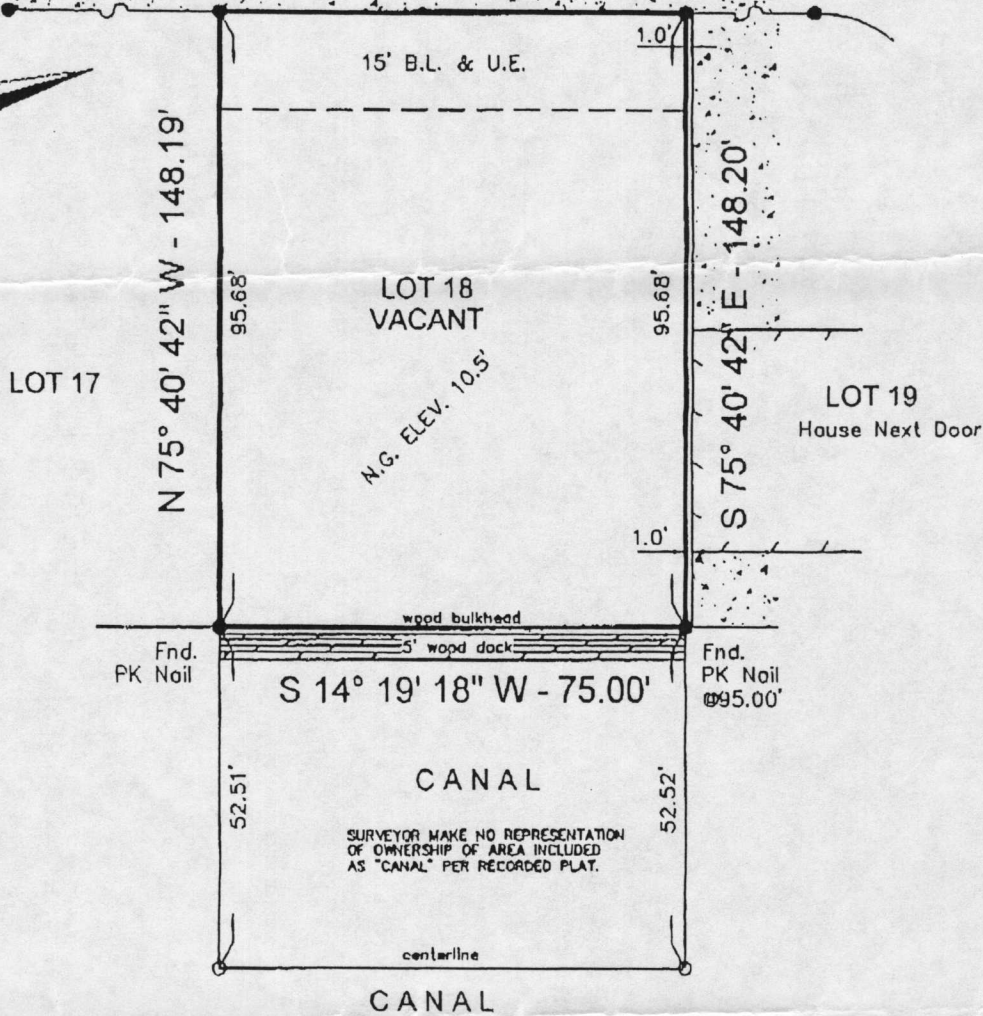 1.0'
15' B.L. & U.E.
N 75° 40' 42" W - 148.19'
S 75° 40' 42" E - 148.20'
95.68'
LOT 18
VACANT
95.68'
LOT 17
N.G. ELEV. 10.5'
LOT 19
House Next Door
1.0'
wood bulkhead
5' wood dock
Fnd.
PK Nail
S 14° 19' 18" W - 75.00'
Fnd.
PK Nail
@95.00'
52.51'
CANAL
52.52'
SURVEYOR MAKE NO REPRESENTATION
OF OWNERSHIP OF AREA INCLUDED
AS "CANAL" PER RECORDED PLAT.
centerline
CANAL